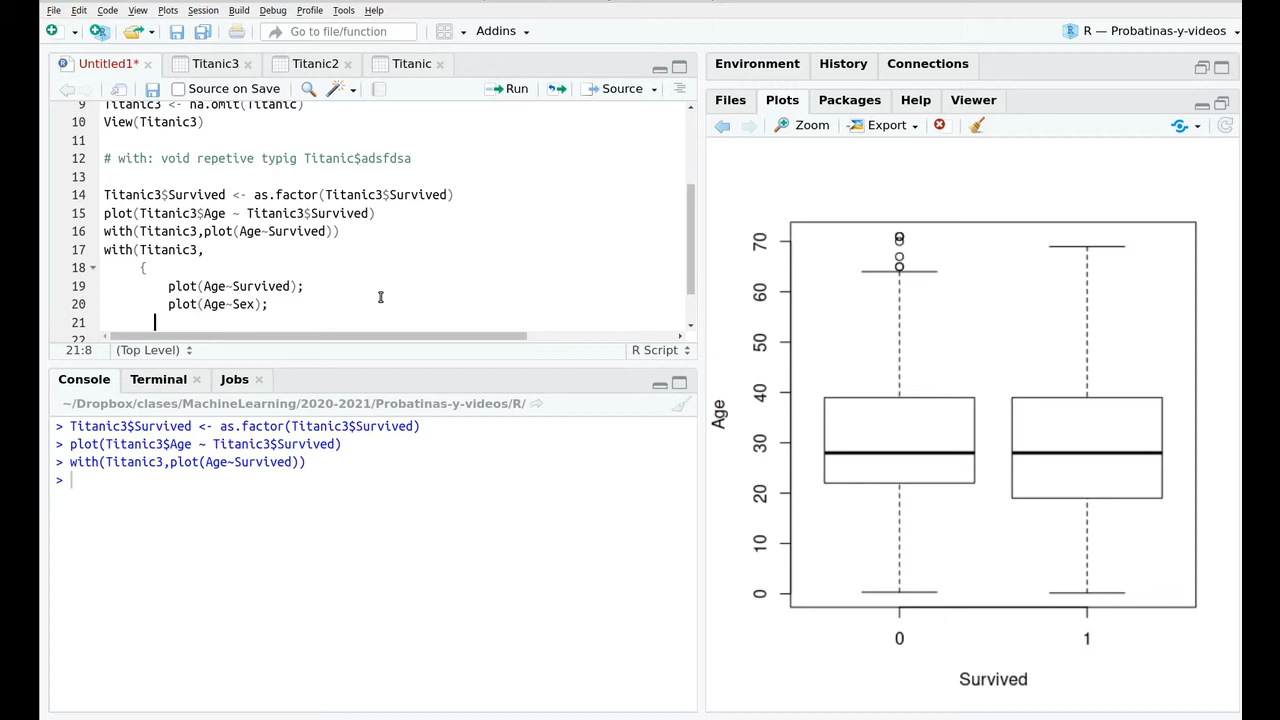 File Edit Code View Plots Session Build Debug Profile Tools Help
Go to file/function Addins R — Probatinas-y-videos
Untitled1* Titanic3 Titanic2 Titanic
Source on Save Run Source
9 Titanic3 <- na.omit(Titanic)
10 View(Titanic3)
11
12 # with: void repetive typig Titanic$adsfdsa
13
14 Titanic3$Survived <- as.factor(Titanic3$Survived)
15 plot(Titanic3$Age ~ Titanic3$Survived)
16 with(Titanic3,plot(Age~Survived))
17 with(Titanic3,
18 {
19 plot(Age~Survived);
20 plot(Age~Sex);
21
22
21:8 (Top Level) R Script
Console Terminal Jobs
~/Dropbox/clases/MachineLearning/2020-2021/Probatinas-y-videos/R/
> Titanic3$Survived <- as.factor(Titanic3$Survived)
> plot(Titanic3$Age ~ Titanic3$Survived)
> with(Titanic3,plot(Age~Survived))
>
Environment History Connections
Files Plots Packages Help Viewer
Zoom Export
70
60
50
40
30
20
10
0
Age
0 1
Survived